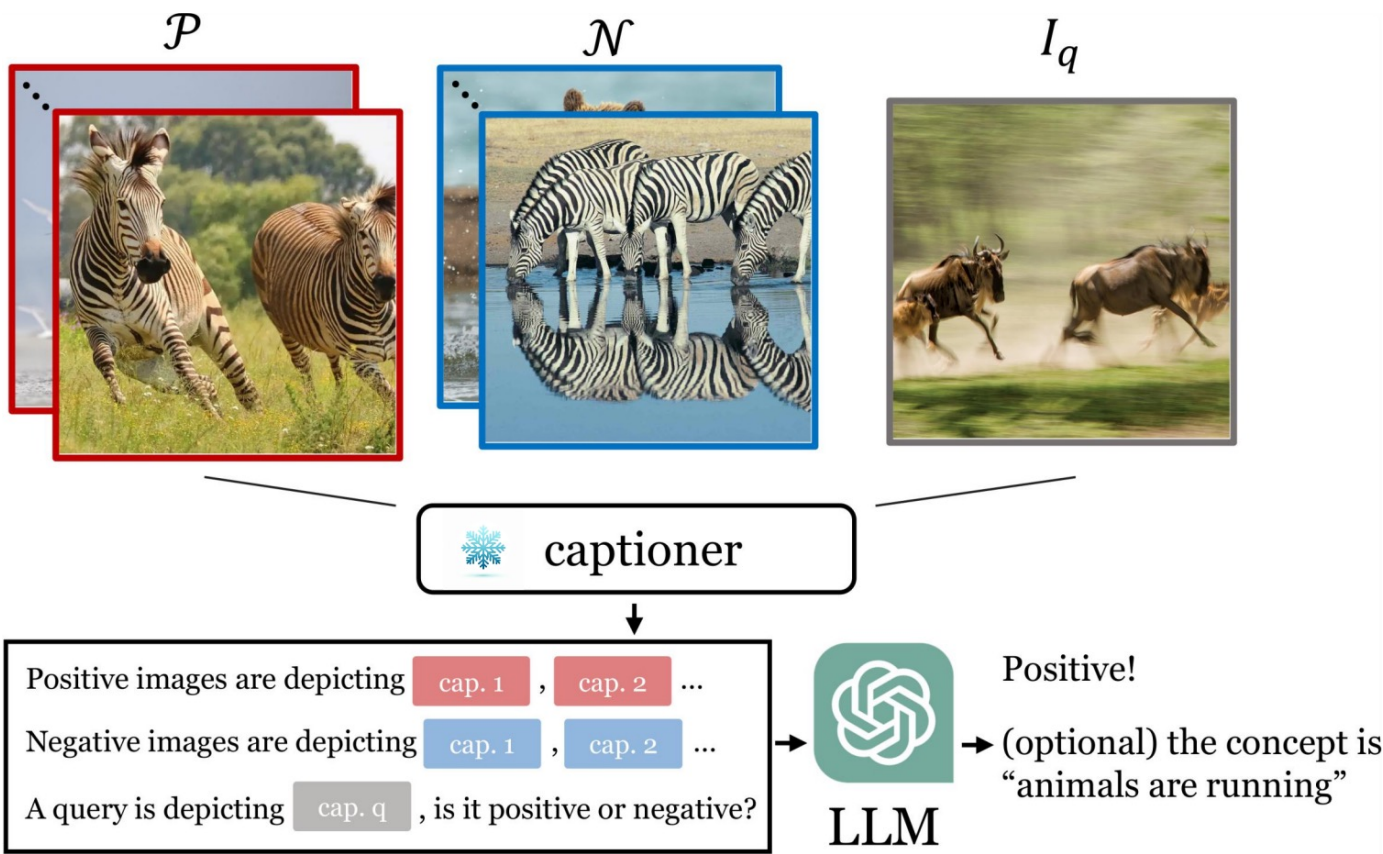 𝒫
𝒩
I_q
captioner
Positive images are depicting cap. 1 , cap. 2 ...
Negative images are depicting cap. 1 , cap. 2 ...
A query is depicting cap. q , is it positive or negative?
LLM
Positive!
(optional) the concept is
“animals are running”